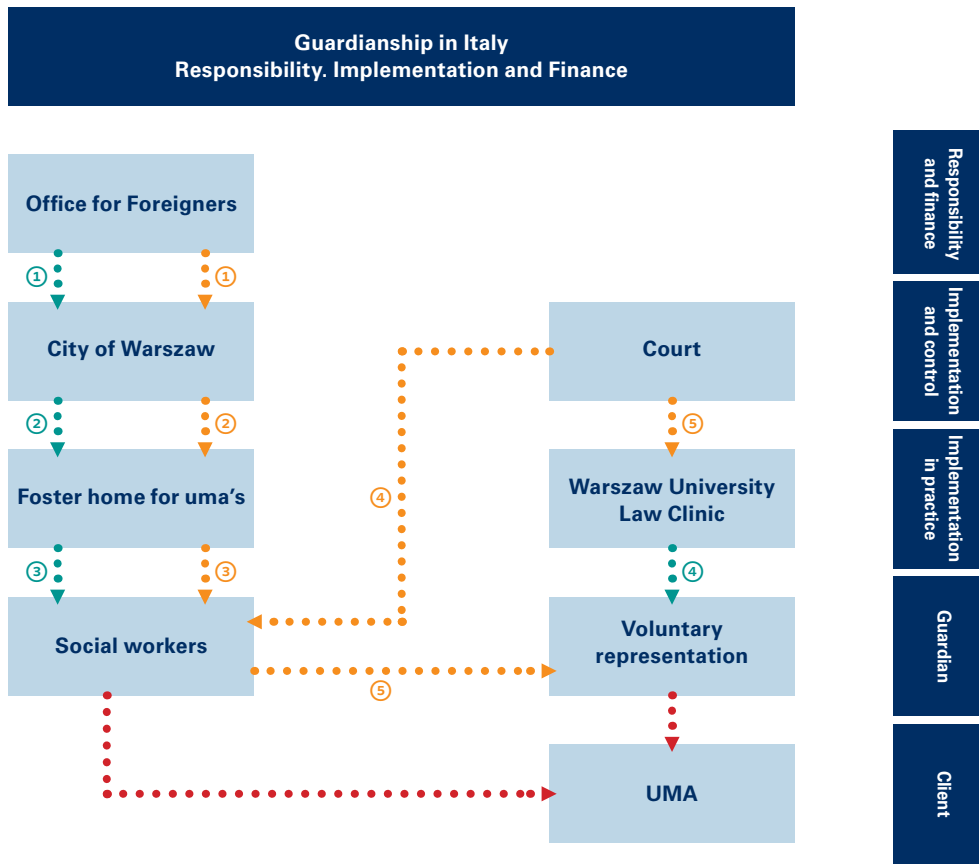 Guardianship in Italy
Responsibility. Implementation and Finance
Office for Foreigners
1
1
City of Warszaw
Court
2
2
5
Foster home for uma's
4
Warszaw University
Law Clinic
3
3
4
Social workers
Voluntary
representation
5
UMA
Responsibility
and finance
Implementation
and control
Implementation
in practice
Guardian
Client